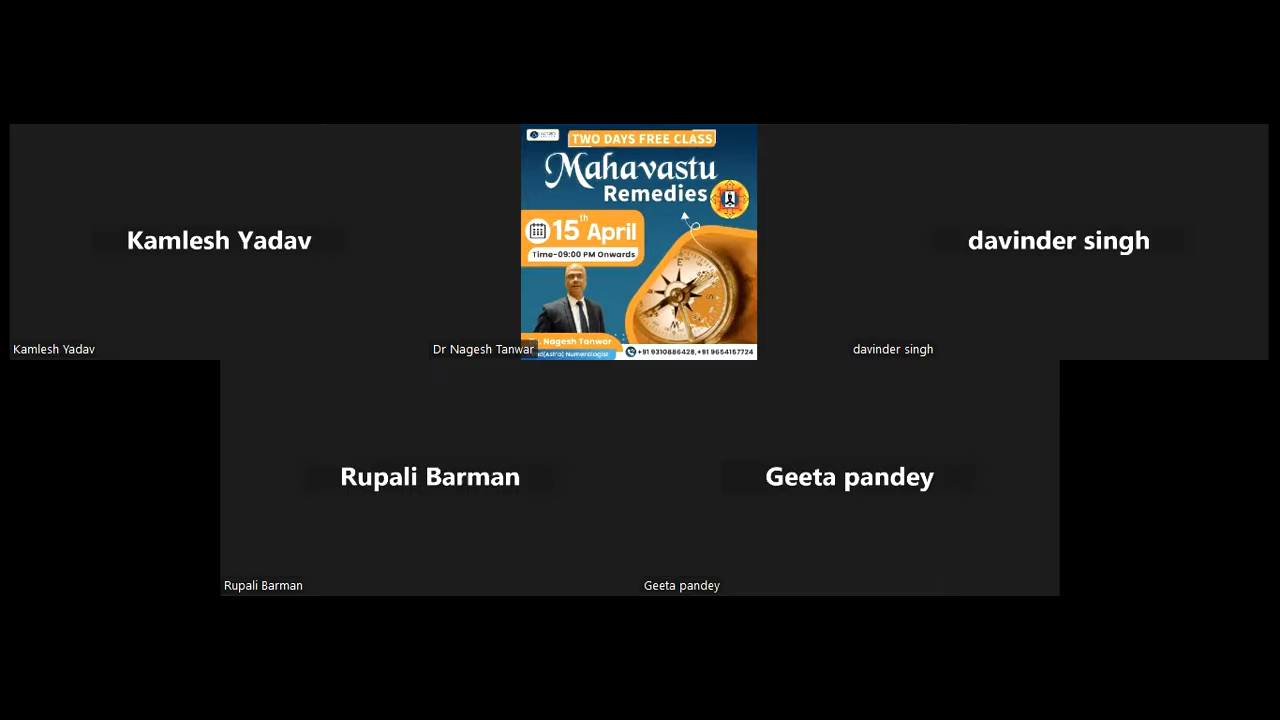 TWO DAYS FREE CLASS
Mahavastu
Remedies
15th April
Time-09:00 PM Onwards
Nagesh Tanwar
Numerologist
+91 9310886428,+91 9654167724
Kamlesh Yadav
davinder singh
Kamlesh Yadav
Dr Nagesh Tanwar
davinder singh
Rupali Barman
Geeta pandey
Rupali Barman
Geeta pandey